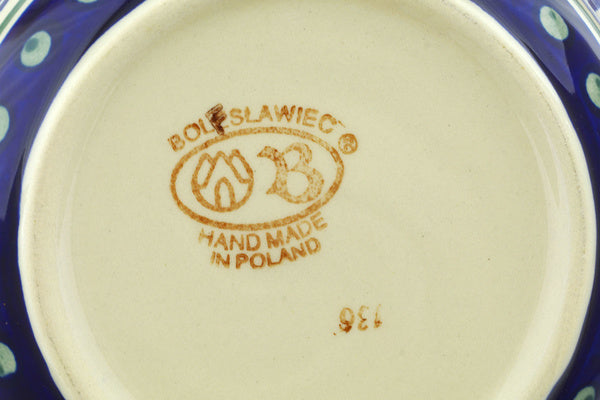 BOLESLAWIEC ®
B
HAND MADE
IN POLAND
136